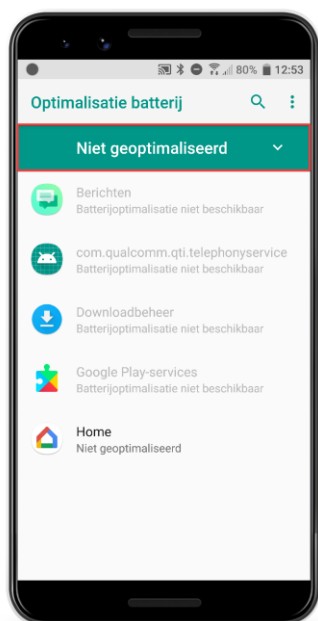 80% 12:53
Optimalisatie batterij
Niet geoptimaliseerd
Berichten
Batterijoptimalisatie niet beschikbaar
com.qualcomm.qti.telephonyservice
Batterijoptimalisatie niet beschikbaar
Downloadbeheer
Batterijoptimalisatie niet beschikbaar
Google Play-services
Batterijoptimalisatie niet beschikbaar
Home
Niet geoptimaliseerd